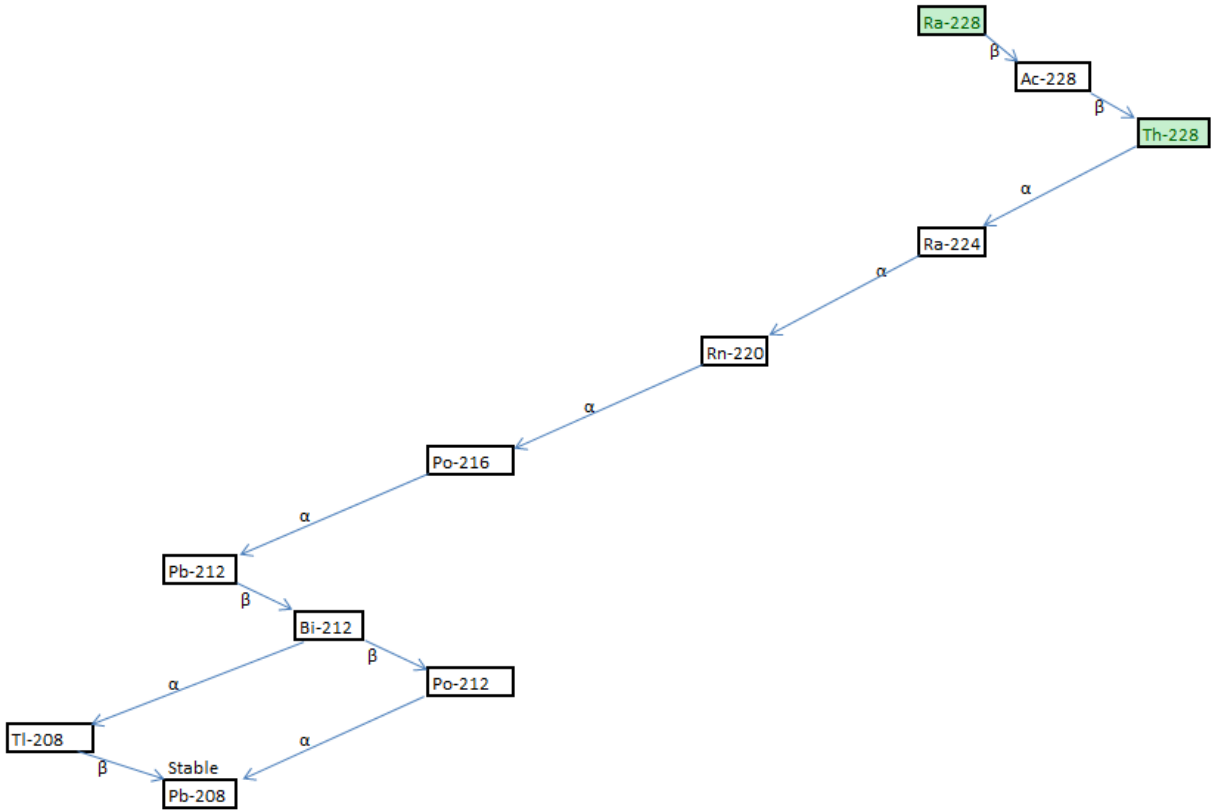 Ra-228
β
Ac-228
β
Th-228
α
Ra-224
α
Rn-220
α
Po-216
α
Pb-212
β
Bi-212
β
Po-212
α
Tl-208
α
β
Stable
Pb-208